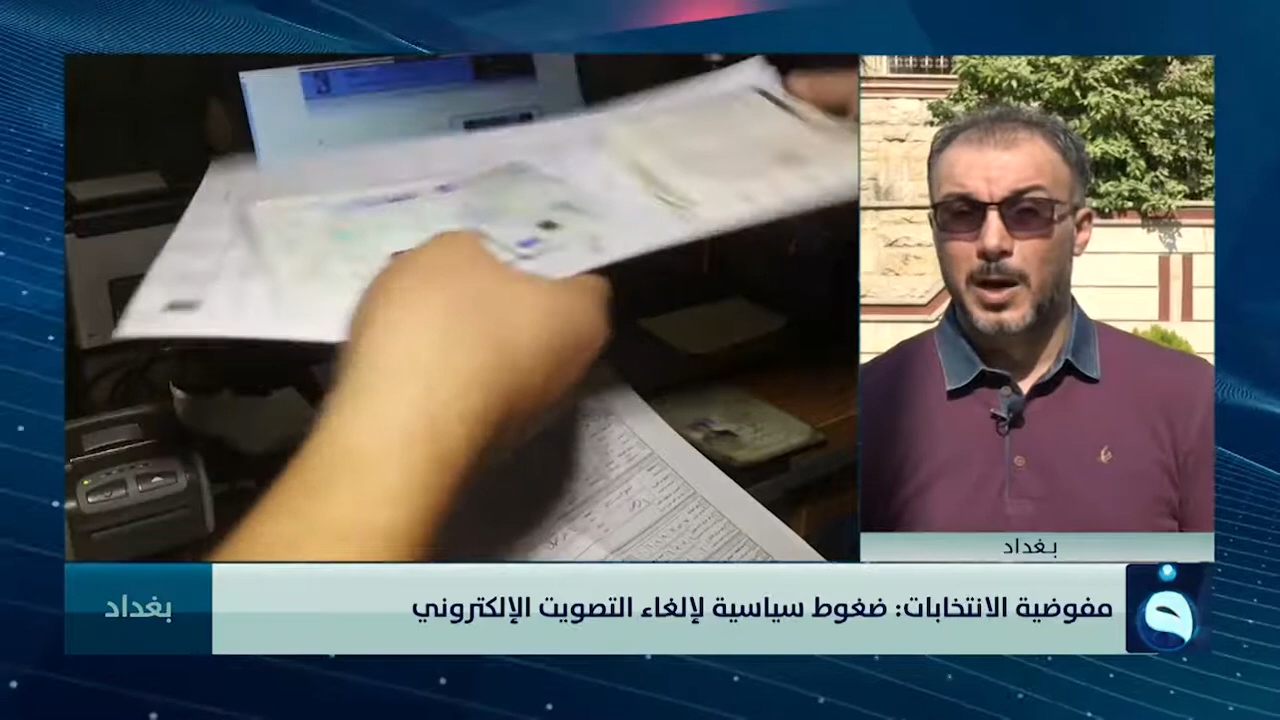 بغداد
مفوضية الانتخابات: ضغوط سياسية لإلغاء التصويت الإلكتروني
بغداد